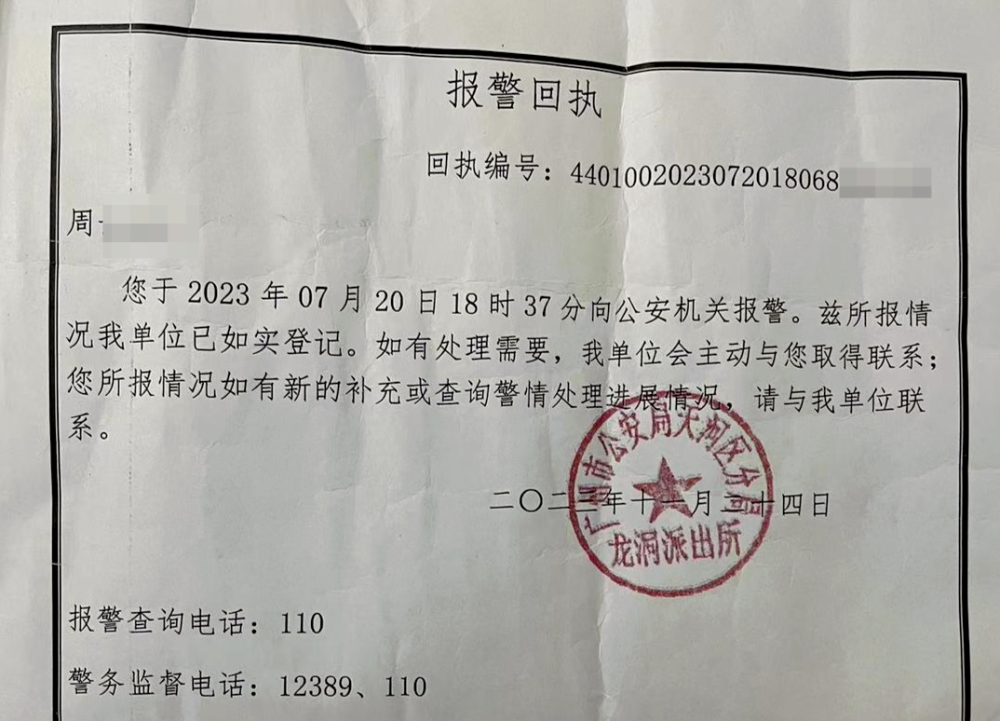 报警回执
回执编号：4401002023072018068
周
您于 2023 年 07 月 20 日 18 时 37 分向公安机关报警。兹所报情
况我单位已如实登记。如有处理需要，我单位会主动与您取得联系；
您所报情况如有新的补充或查询警情处理进展情况，请与我单位联
系。
广州市公安局天河区分局
二〇二三年十一月二十四日
龙洞派出所
报警查询电话：110
警务监督电话：12389、110